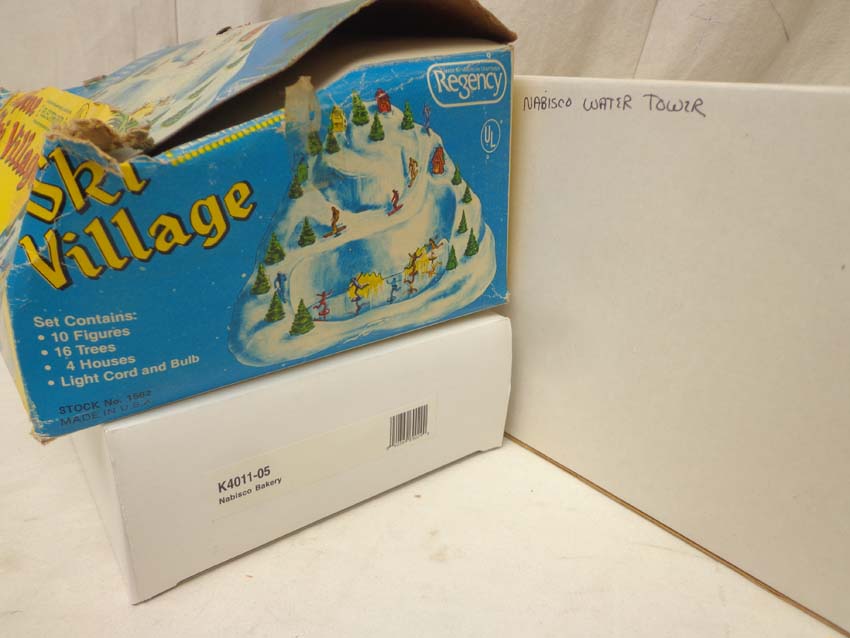 Regency
UL
Ski
Village
Set Contains:
• 10 Figures
• 16 Trees
• 4 Houses
• Light Cord and Bulb
STOCK No. 1562
MADE IN U.S.A.
NABISCO WATER TOWER
K4011-05
Nabisco Bakery